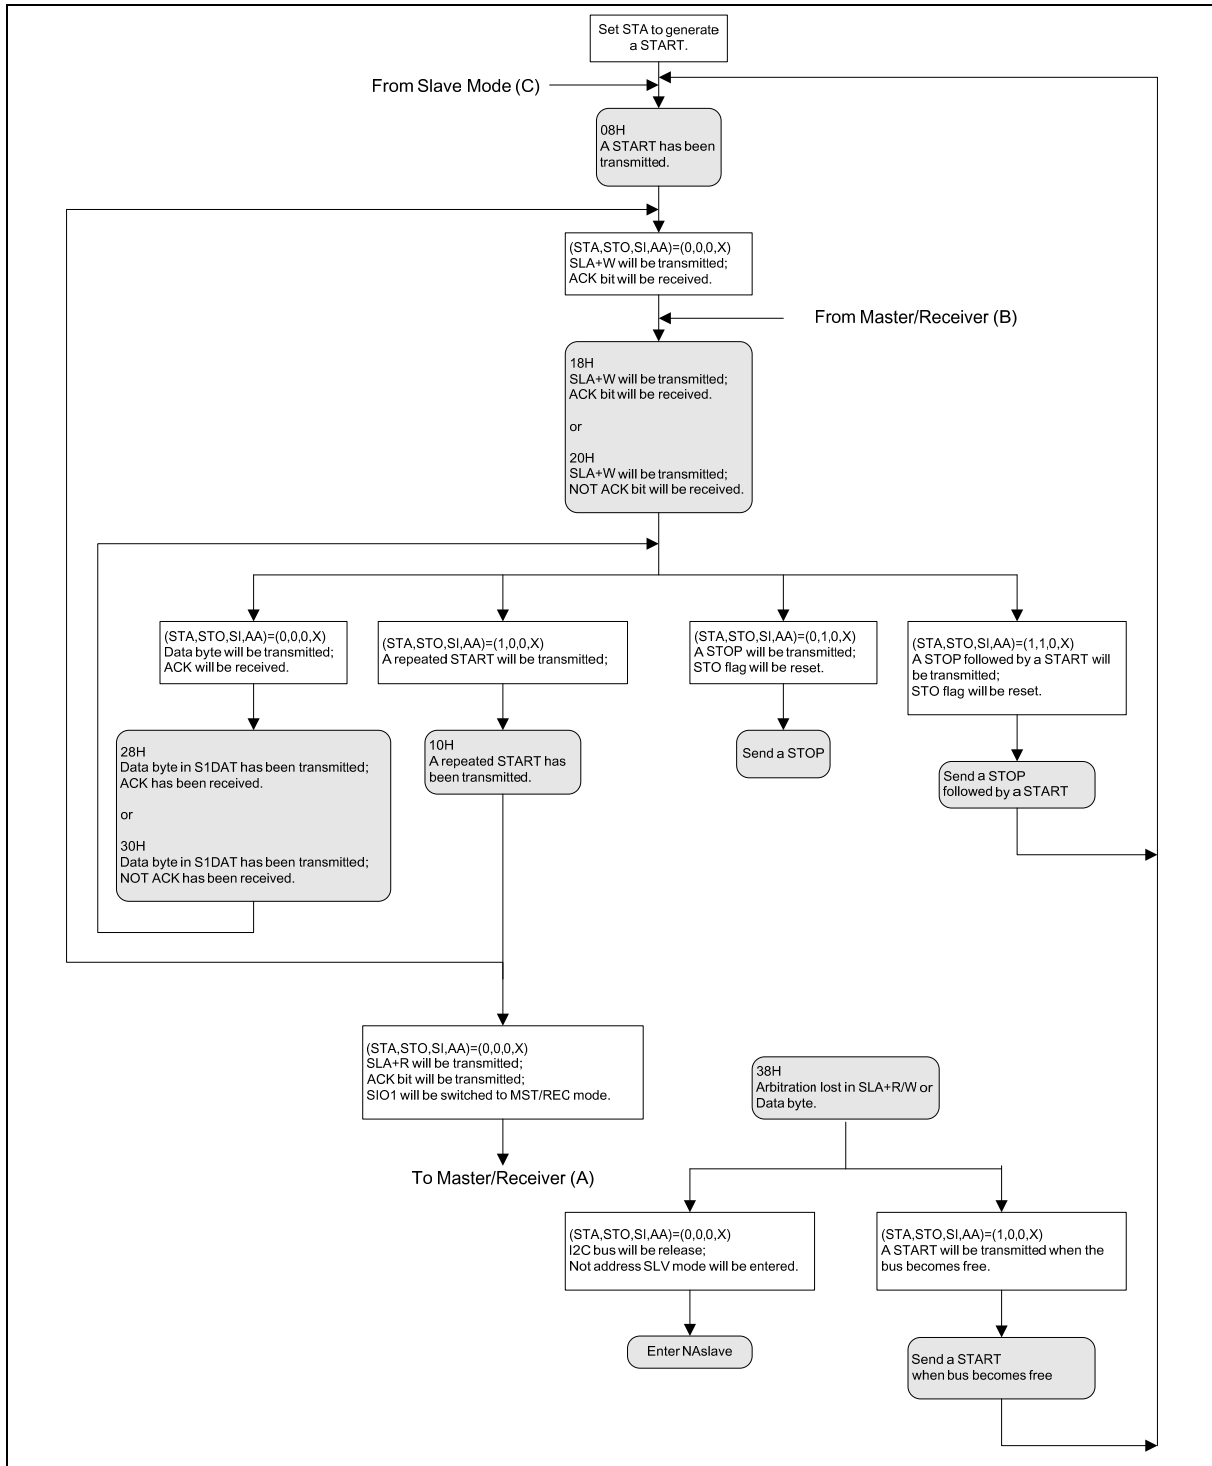 Set STA to generate
a START.
From Slave Mode (C)
08H
A START has been
transmitted.
(STA,STO,SI,AA)=(0,0,0,X)
SLA+W will be transmitted;
ACK bit will be received.
From Master/Receiver (B)
18H
SLA+W will be transmitted;
ACK bit will be received.
or
20H
SLA+W will be transmitted;
NOT ACK bit will be received.
(STA,STO,SI,AA)=(0,0,0,X)
Data byte will be transmitted;
ACK will be received.
(STA,STO,SI,AA)=(1,0,0,X)
A repeated START will be transmitted;
(STA,STO,SI,AA)=(0,1,0,X)
A STOP will be transmitted;
STO flag will be reset.
(STA,STO,SI,AA)=(1,1,0,X)
A STOP followed by a START will
be transmitted;
STO flag will be reset.
28H
Data byte in S1DAT has been transmitted;
ACK has been received.
or
30H
Data byte in S1DAT has been transmitted;
NOT ACK has been received.
10H
A repeated START has
been transmitted.
Send a STOP
Send a STOP
followed by a START
(STA,STO,SI,AA)=(0,0,0,X)
SLA+R will be transmitted;
ACK bit will be transmitted;
SIO1 will be switched to MST/REC mode.
To Master/Receiver (A)
38H
Arbitration lost in SLA+R/W or
Data byte.
(STA,STO,SI,AA)=(0,0,0,X)
I2C bus will be release;
Not address SLV mode will be entered.
(STA,STO,SI,AA)=(1,0,0,X)
A START will be transmitted when the
bus becomes free.
Enter NAslave
Send a START
when bus becomes free